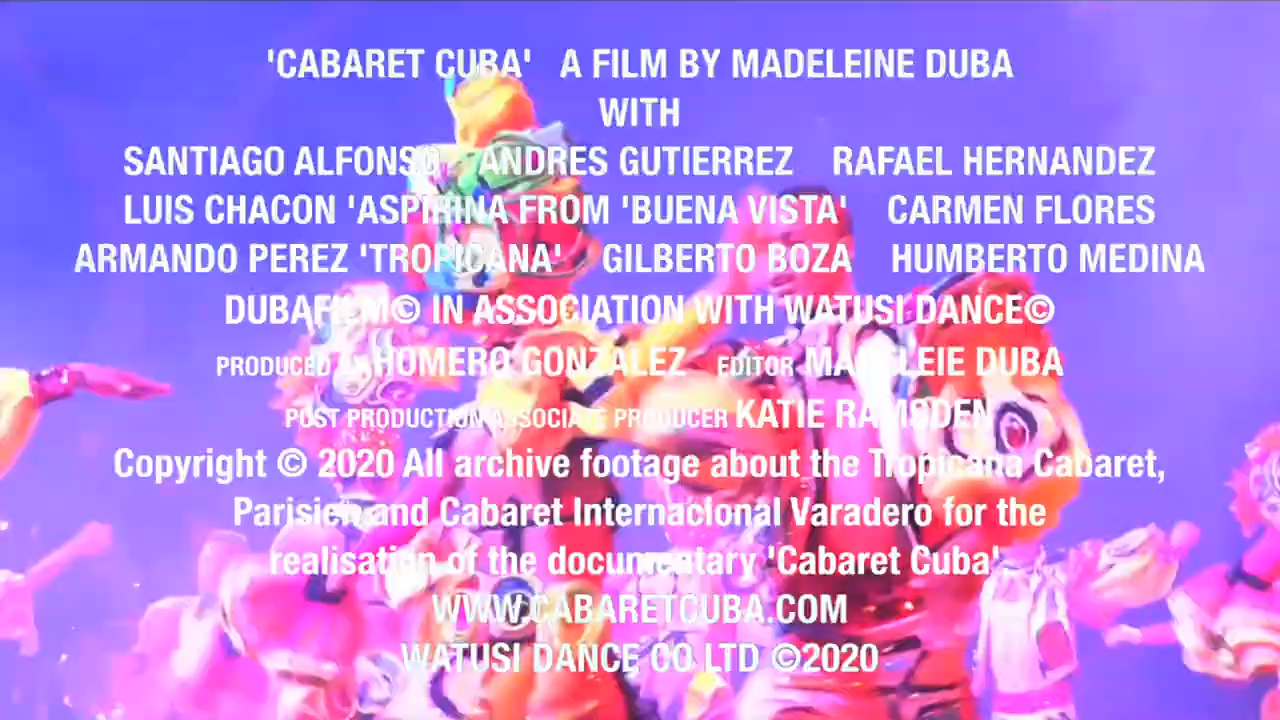 'CABARET CUBA' A FILM BY MADELEINE DUBA
WITH
SANTIAGO ALFONSO ANDRES GUTIERREZ RAFAEL HERNANDEZ
LUIS CHACON 'ASPIRINA FROM 'BUENA VISTA' CARMEN FLORES
ARMANDO PEREZ 'TROPICANA' GILBERTO BOZA HUMBERTO MEDINA
DUBAFILM© IN ASSOCIATION WITH WATUSI DANCE©
PRODUCED BY HOMERO GONZALEZ EDITOR MADELEIE DUBA
POST PRODUCTION ASSOCIATE PRODUCER KATIE RAMSDEN
Copyright © 2020 All archive footage about the Tropicana Cabaret,
Parisien and Cabaret Internacional Varadero for the
realisation of the documentary 'Cabaret Cuba'.
WWW.CABARETCUBA.COM
WATUSI DANCE CO LTD ©2020